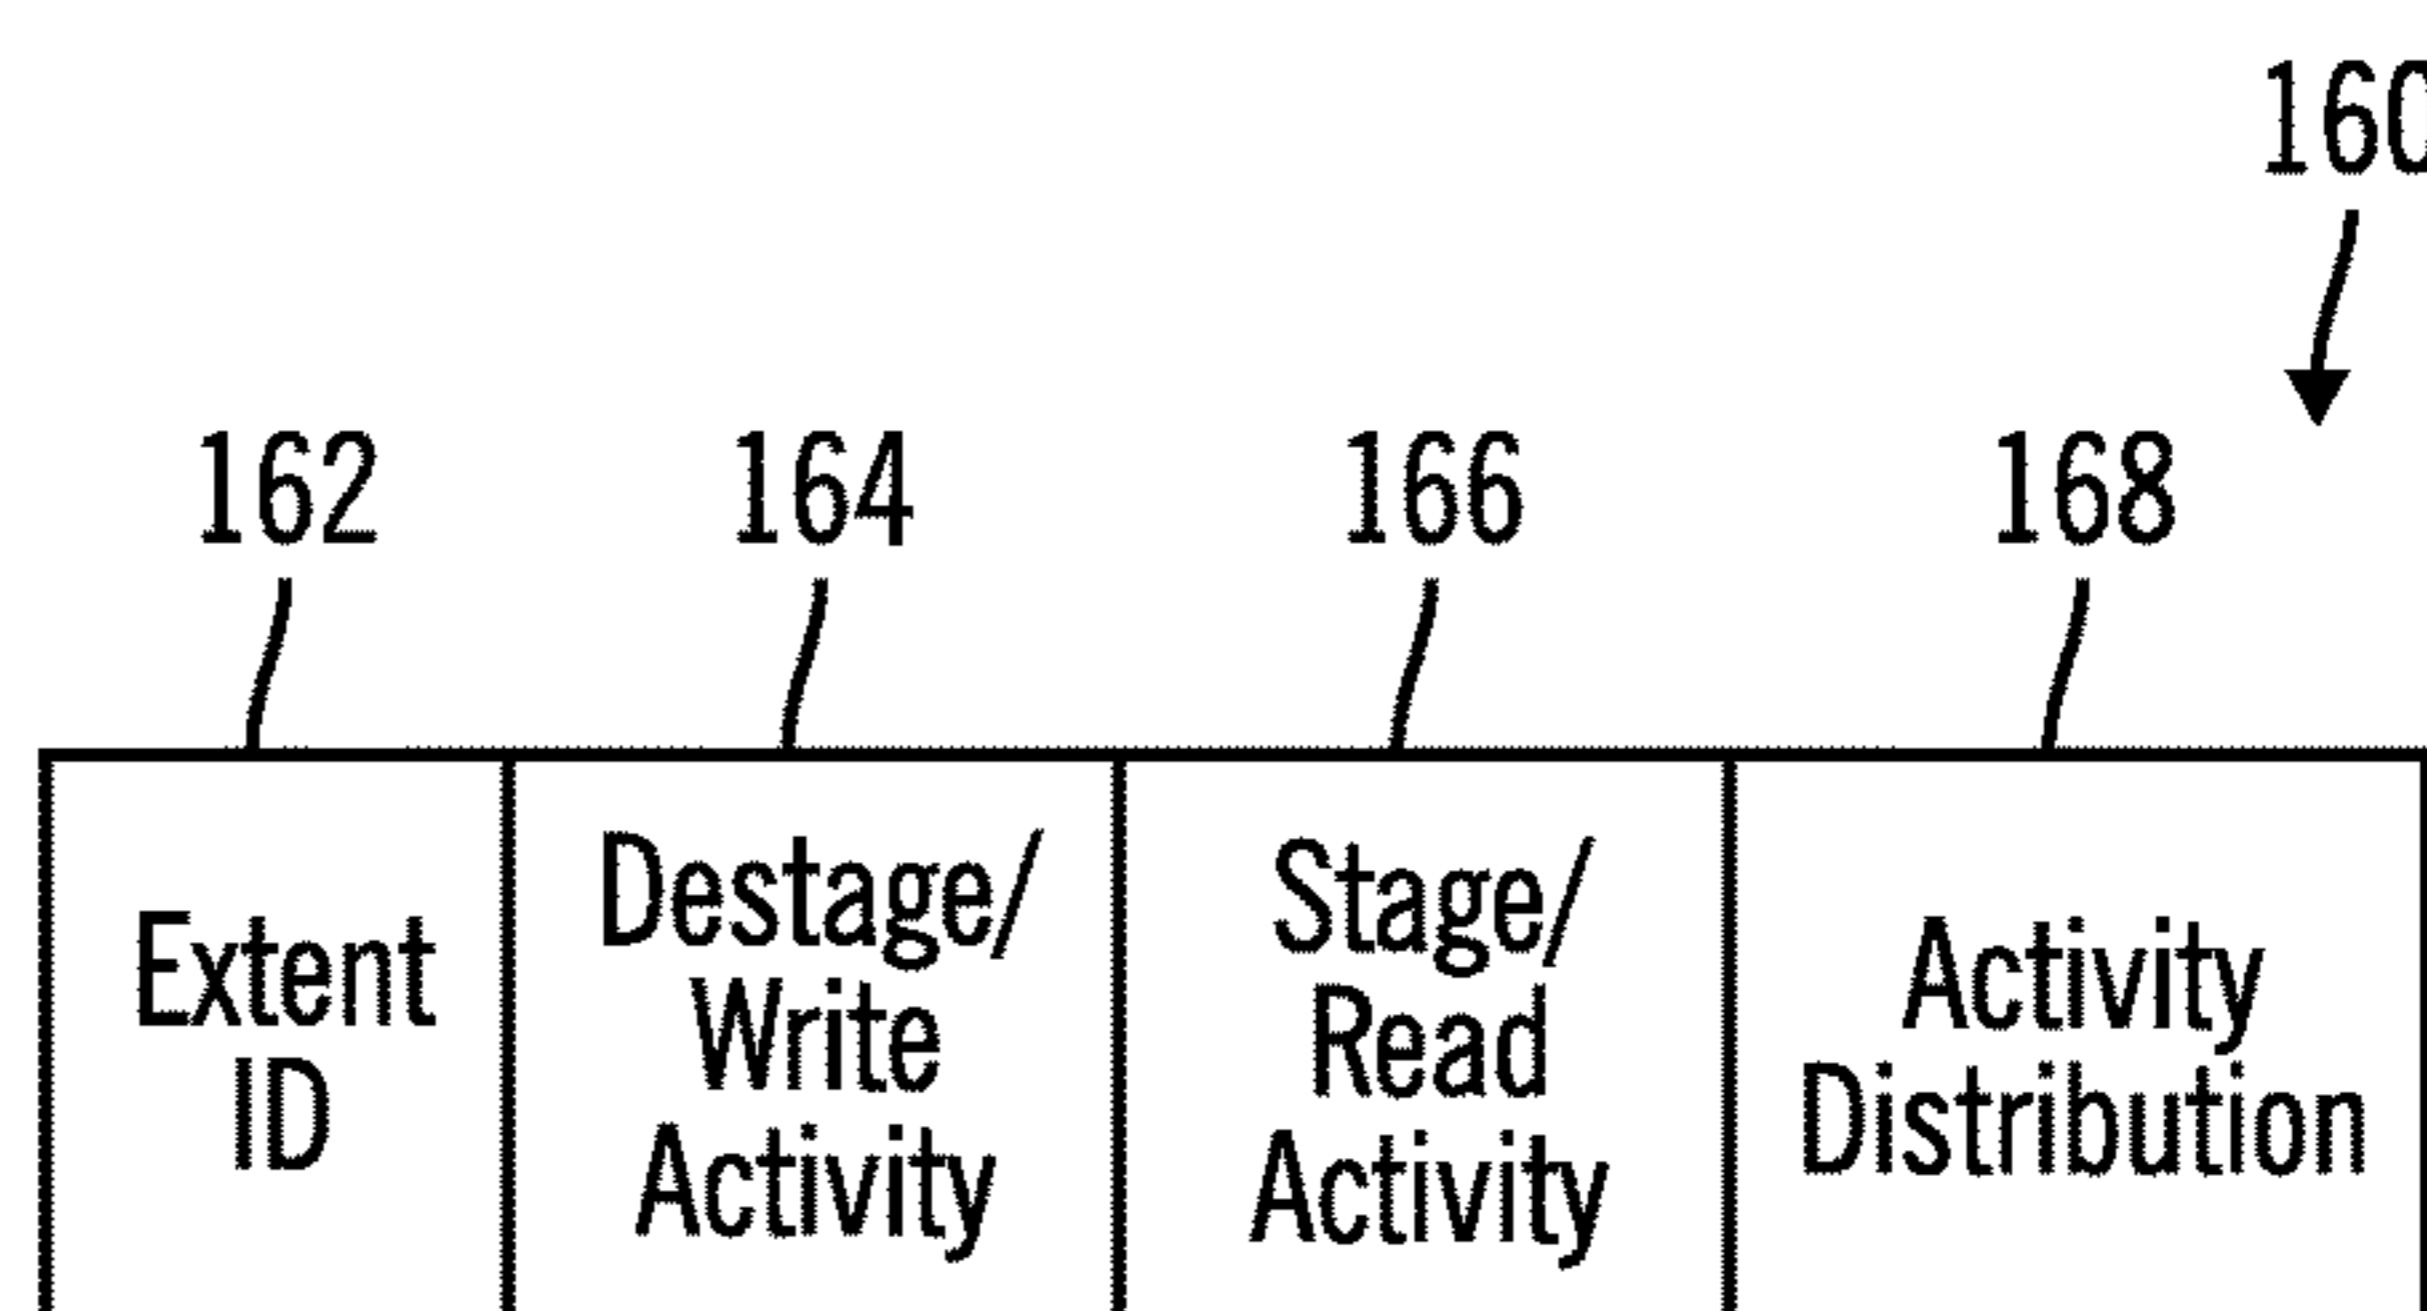 160
162 164 166 168
Extent
ID
Destage/
Write
Activity
Stage/
Read
Activity
Activity
Distribution